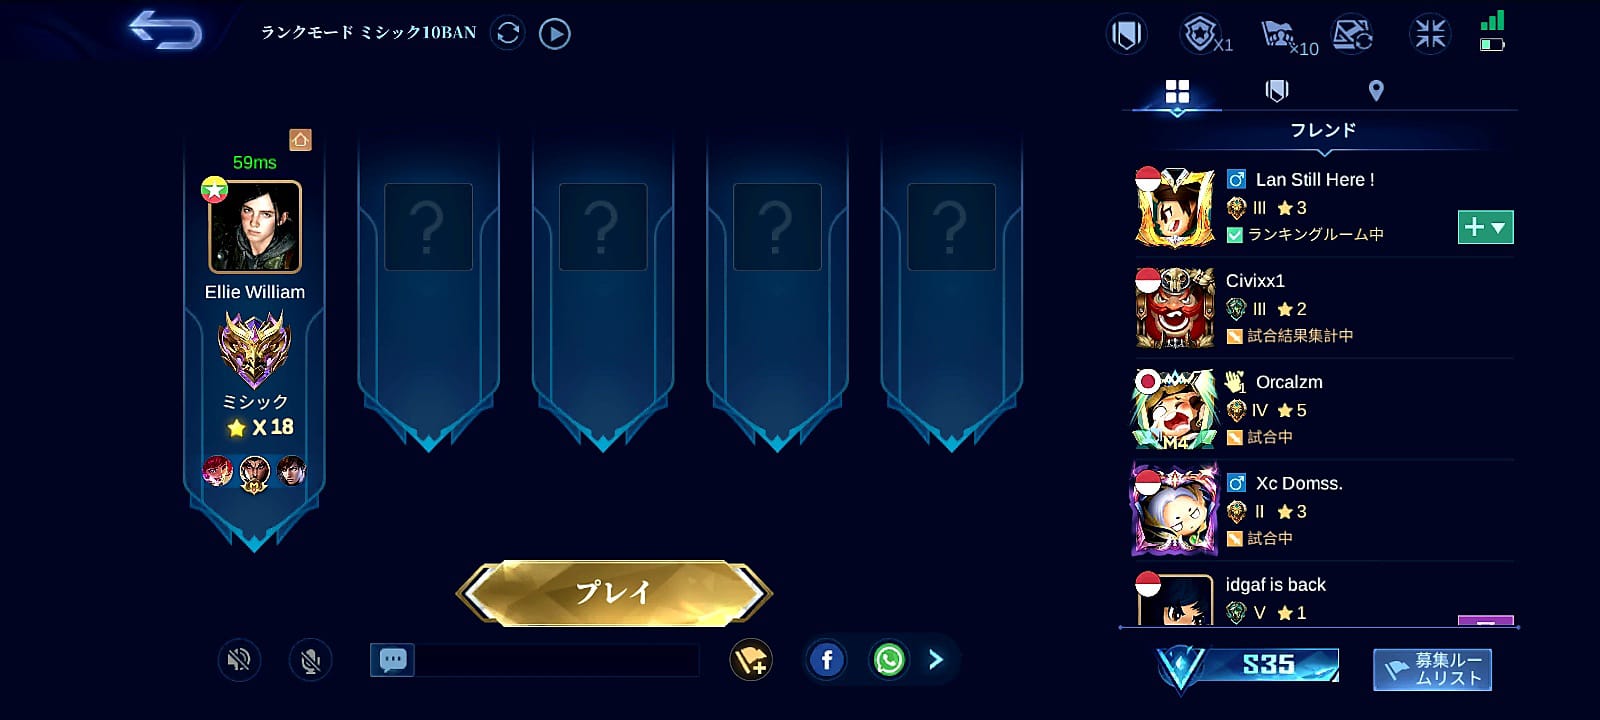 ランクモード ミシック10BAN
X1
×10
フレンド
59ms
Ellie William
ミシック
X 18
?
?
?
?
Lan Still Here !
III 3
ランキングルーム中
Civixx1
III 2
試合結果集計中
Orcalzm
IV 5
試合中
M4
Xc Domss.
II 3
試合中
idgaf is back
V 1
プレイ
S35
募集ルー
ムリスト